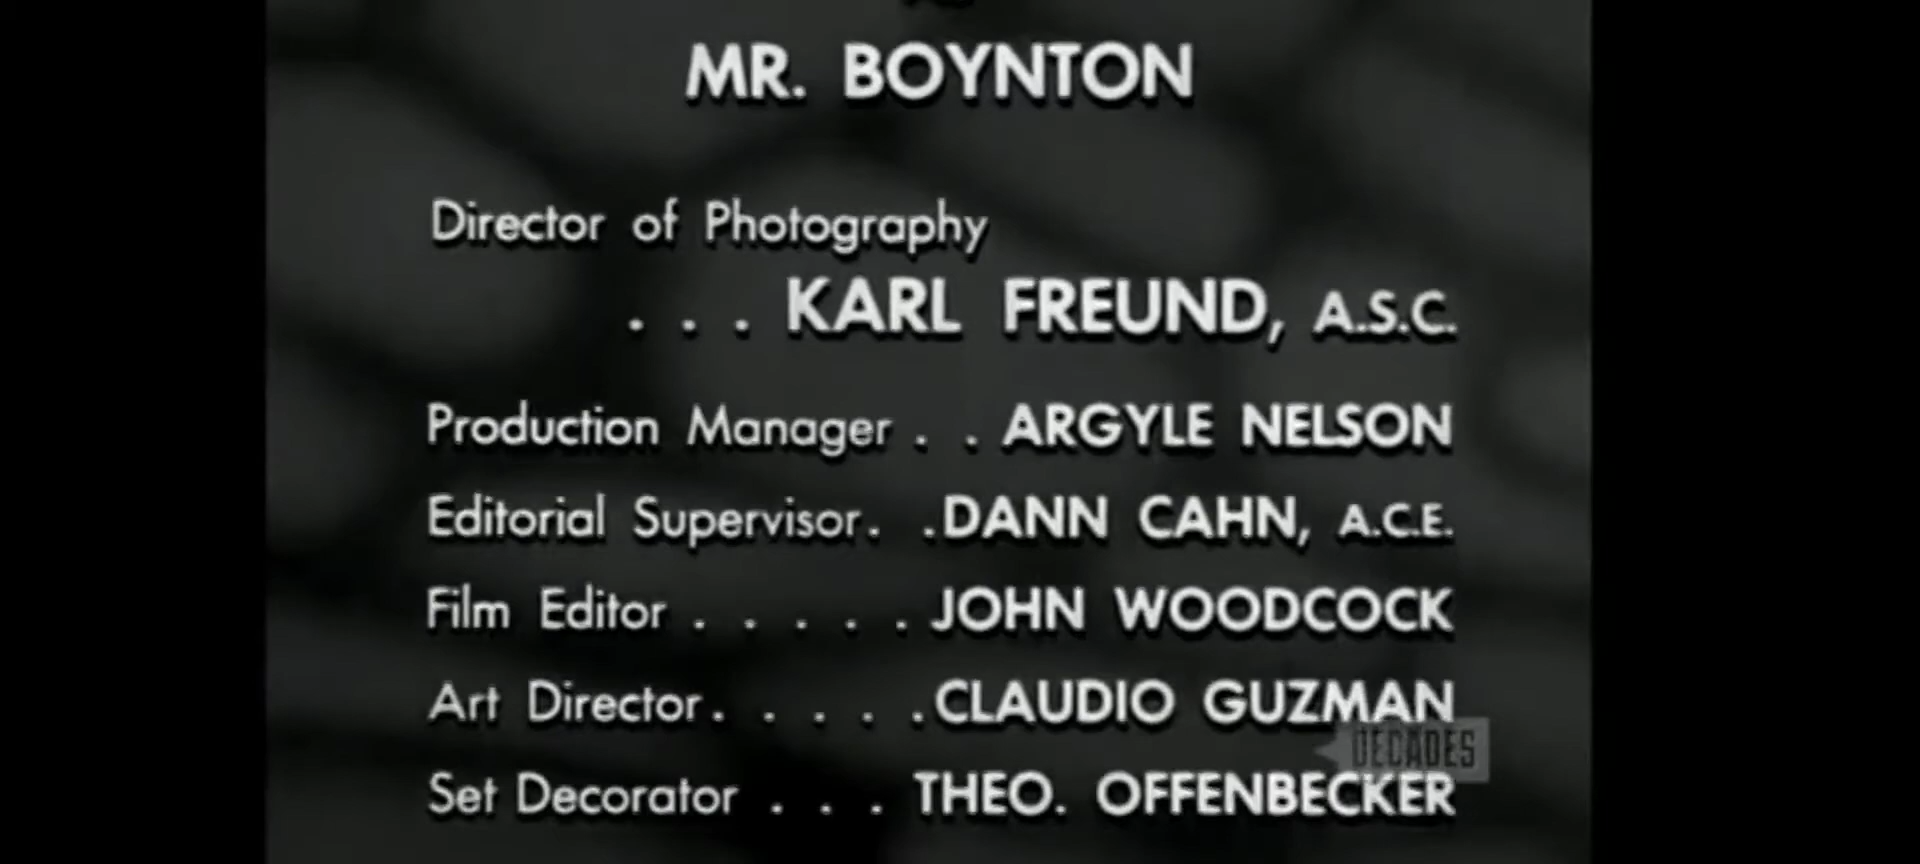 MR. BOYNTON
Director of Photography
. . . KARL FREUND, A.S.C.
Production Manager . . ARGYLE NELSON
Editorial Supervisor. . DANN CAHN, A.C.E.
Film Editor . . . . . JOHN WOODCOCK
Art Director. . . . . CLAUDIO GUZMAN
DECADES
Set Decorator . . . THEO. OFFENBECKER